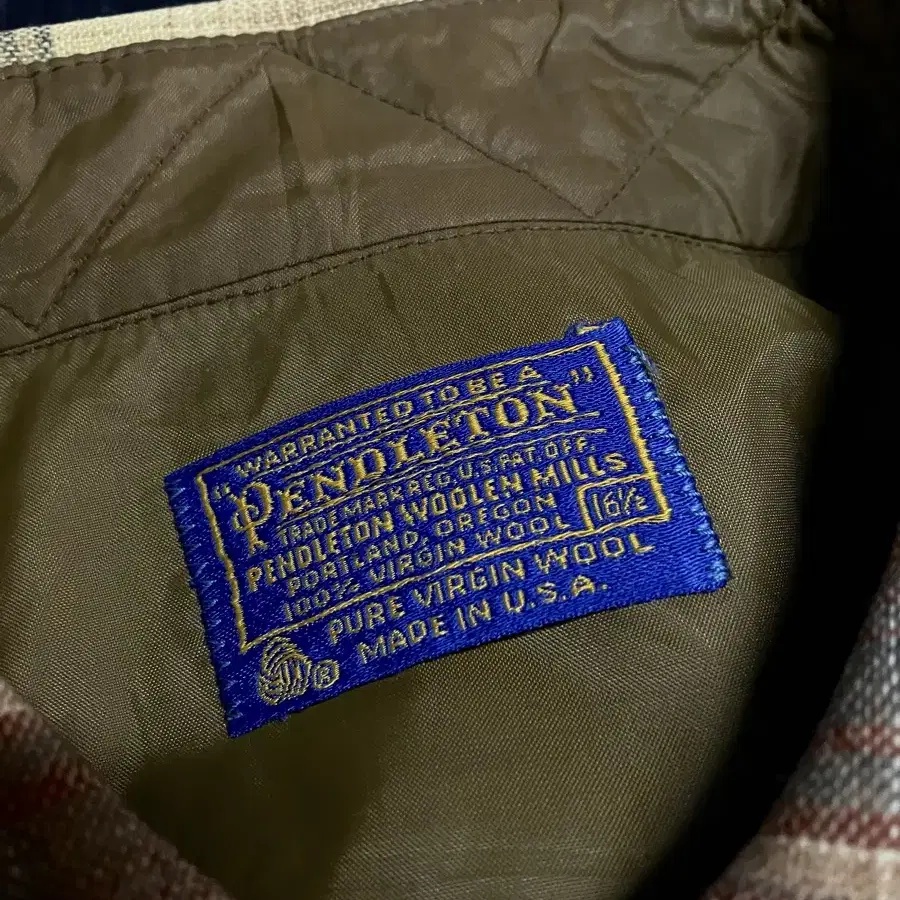 "WARRANTED TO BE A
"PENDLETON"
TRADE MARK REG. U.S. PAT. OFF.
PENDLETON WOOLEN MILLS
PORTLAND, OREGON
100% VIRGIN WOOL
16½
PURE VIRGIN WOOL
MADE IN U.S.A.
®